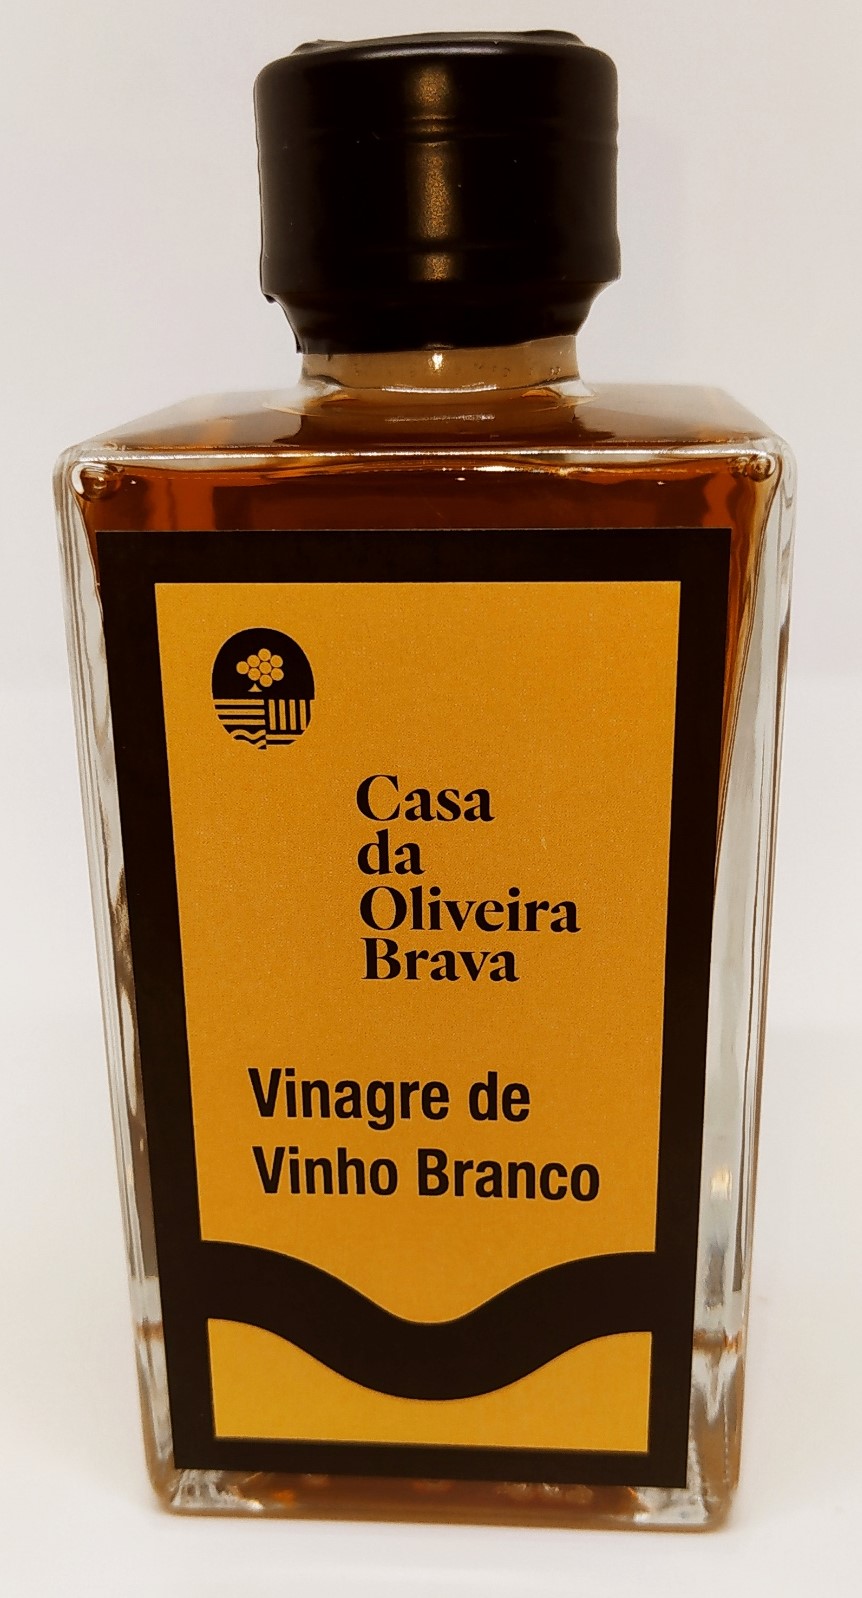 Casa
da
Oliveira
Brava
Vinagre de
Vinho Branco